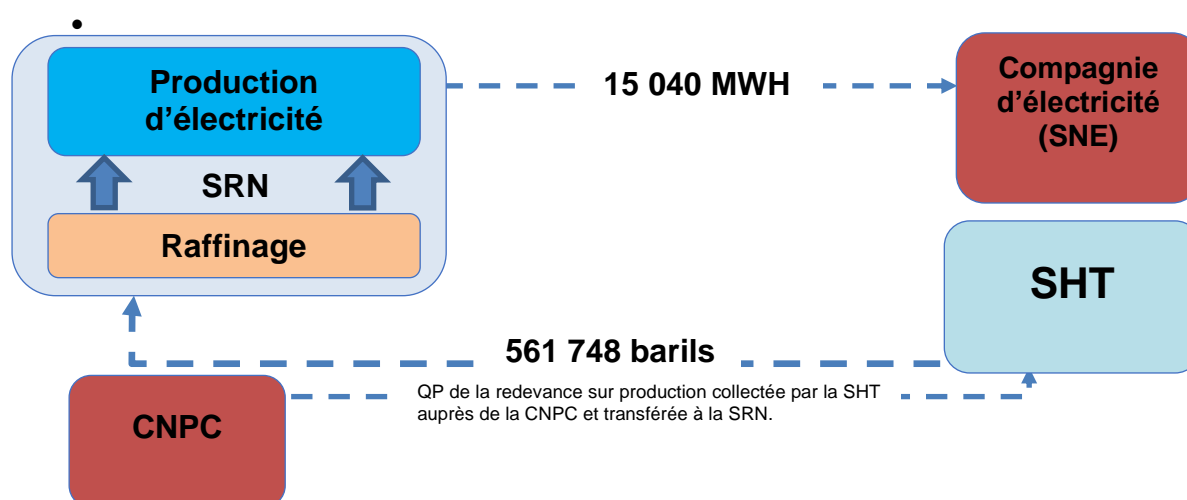 •
Production
d'électricité
15 040 MWH
Compagnie
d'électricité
(SNE)
SRN
Raffinage
SHT
561 748 barils
QP de la redevance sur production collectée par la SHT
auprès de la CNPC et transférée à la SRN.
CNPC